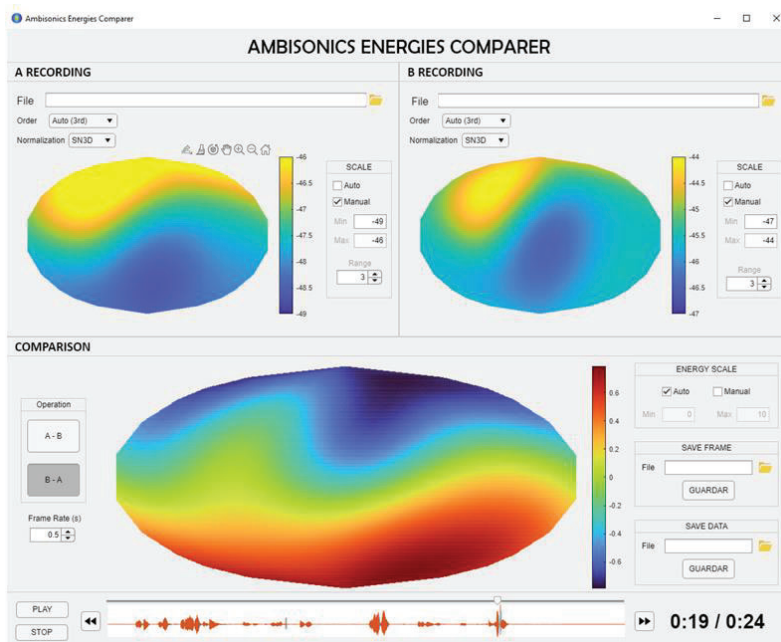 Ambisonics Energies Comparer
AMBISONICS ENERGIES COMPARER
A RECORDING
File
Order Auto (3rd)
Normalization SN3D
-46
-46.5
-47
-47.5
-48
-48.5
-49
SCALE
Auto
Manual
Min -49
Max -46
Range
3
B RECORDING
File
Order Auto (3rd)
Normalization SN3D
-44
-44.5
-45
-45.5
-46
-46.5
-47
SCALE
Auto
Manual
Min -47
Max -44
Range
3
COMPARISON
Operation
A - B
B - A
Frame Rate (s)
0.5
0.6
0.4
0.2
0
-0.2
-0.4
-0.6
ENERGY SCALE
Auto Manual
Min 0 Max 10
SAVE FRAME
File
GUARDAR
SAVE DATA
File
GUARDAR
PLAY
STOP
0:19 / 0:24